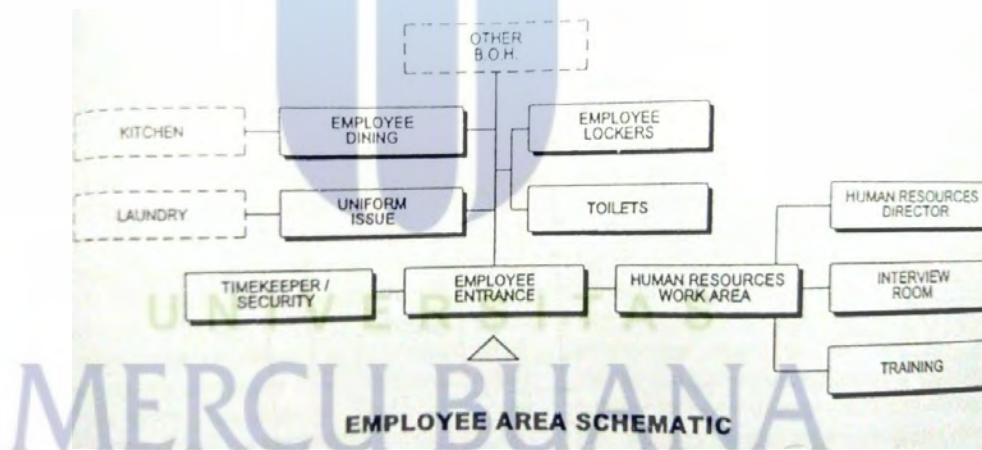 OTHER
B.O.H.
KITCHEN
EMPLOYEE
DINING
EMPLOYEE
LOCKERS
LAUNDRY
UNIFORM
ISSUE
TOILETS
HUMAN RESOURCES
DIRECTOR
TIMEKEEPER /
SECURITY
EMPLOYEE
ENTRANCE
HUMAN RESOURCES
WORK AREA
INTERVIEW
ROOM
TRAINING
UNIVERSITAS
MERCU BUANA
EMPLOYEE AREA SCHEMATIC